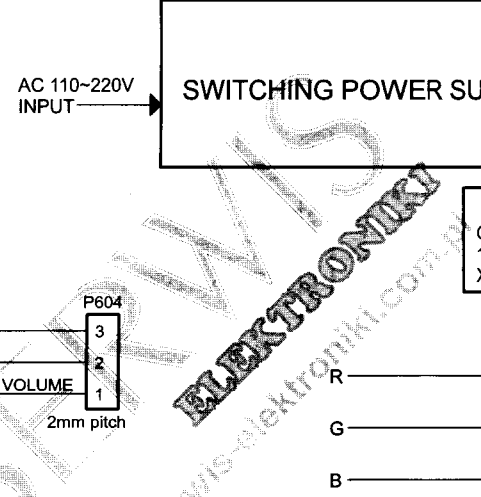 AC 110~220V
INPUT
SWITCHING POWER SU
P604
3
2
VOLUME 1
2mm pitch
R
G
B
ELEKTRONIKI